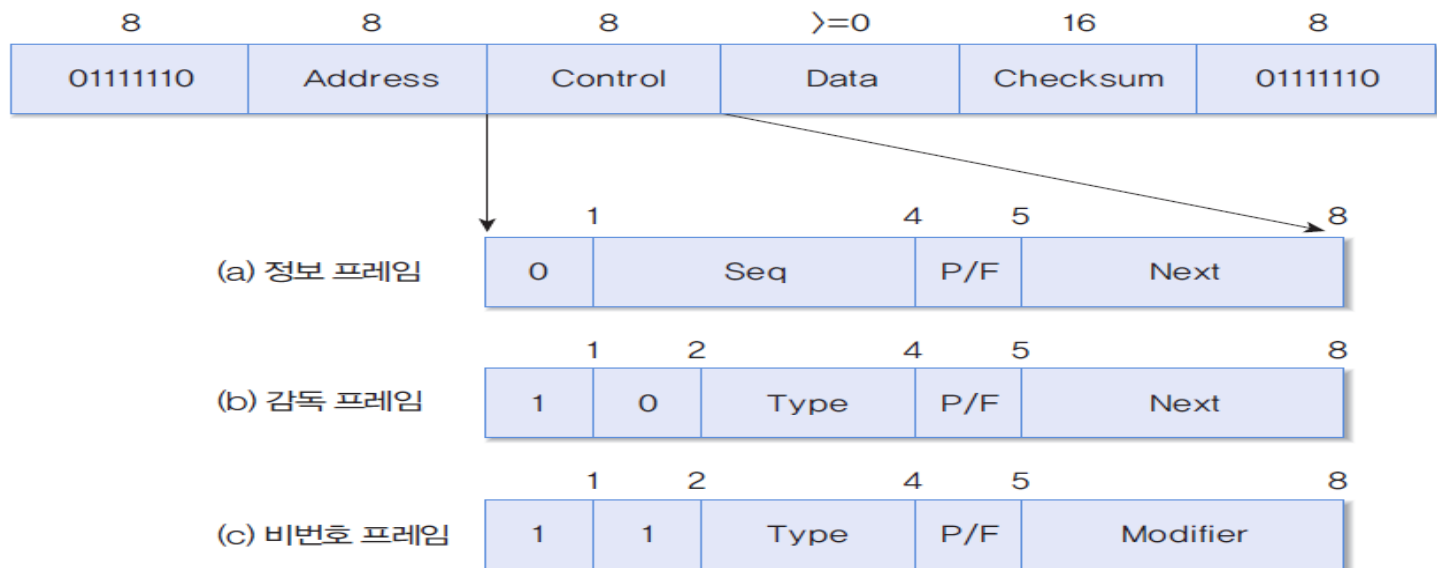 8 8 8 >=0 16 8
01111110 Address Control Data Checksum 01111110
1 4 5 8
(a) 정보 프레임 0 Seq P/F Next
1 2 4 5 8
(b) 감독 프레임 1 0 Type P/F Next
1 2 4 5 8
(c) 비번호 프레임 1 1 Type P/F Modifier